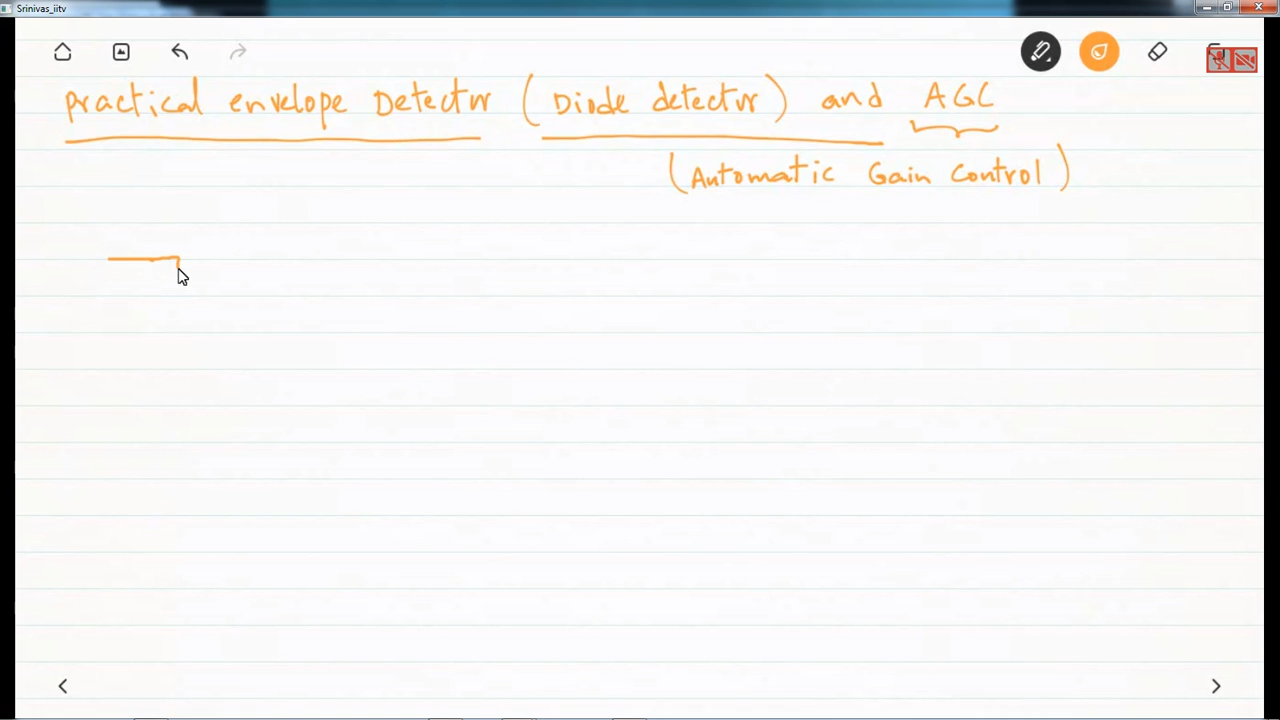 Srinivas_iitv
Practical envelope Detector (Diode detector) and AGC
(Automatic Gain Control)